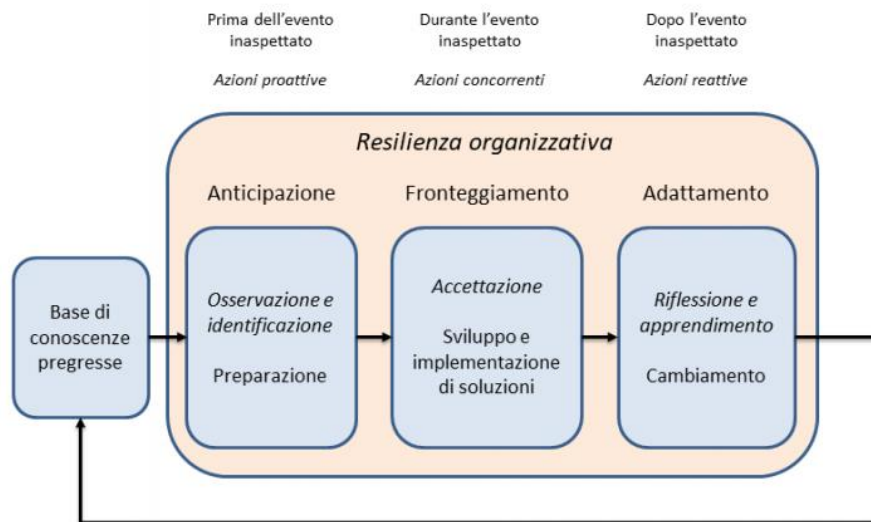 Prima dell'evento
inaspettato
Azioni proattive
Durante l'evento
inaspettato
Azioni concorrenti
Dopo l'evento
inaspettato
Azioni reattive
Resilienza organizzativa
Anticipazione
Fronteggiamento
Adattamento
Base di
conoscenze
pregresse
Osservazione e
identificazione
Preparazione
Accettazione
Sviluppo e
implementazione
di soluzioni
Riflessione e
apprendimento
Cambiamento